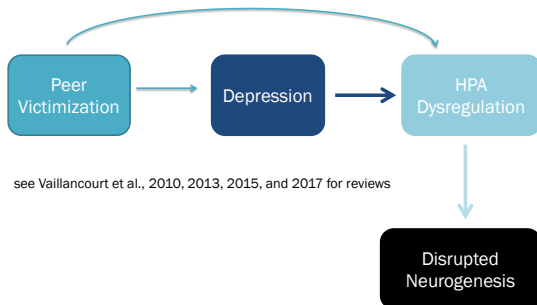 Peer
Victimization
Depression
HPA
Dysregulation
see Vaillancourt et al., 2010, 2013, 2015, and 2017 for reviews
Disrupted
Neurogenesis